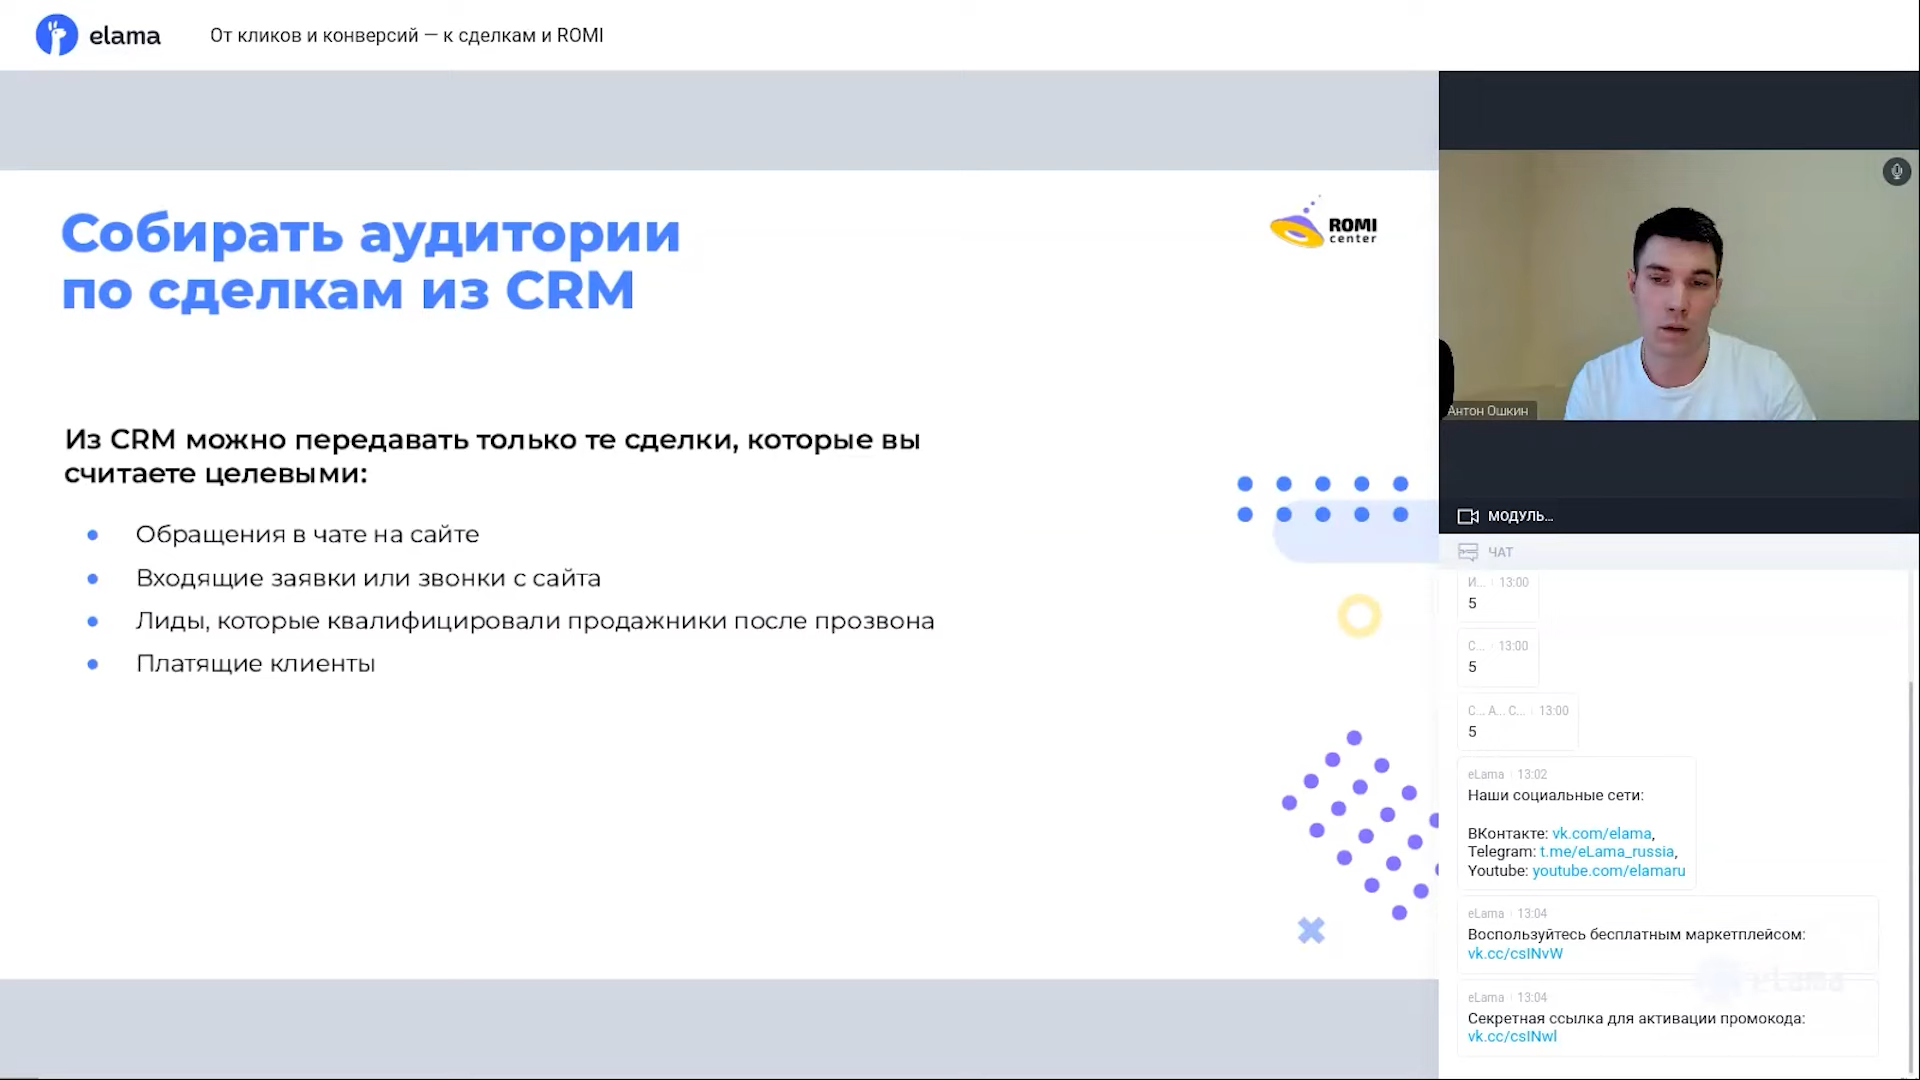 elama
От кликов и конверсий — к сделкам и ROMI
Собирать аудитории
по сделкам из CRM
ROMI
center
Из CRM можно передавать только те сделки, которые вы
считаете целевыми:
Обращения в чате на сайте
Входящие заявки или звонки с сайта
Лиды, которые квалифицировали продажники после прозвона
Платящие клиенты
Антон Ошкин
МОДУЛЬ...
ЧАТ
И... 13:00
5
С... 13:00
5
С... А... С... 13:00
5
eLama 13:02
Наши социальные сети:
ВКонтакте: vk.com/elama,
Telegram: t.me/eLama_russia,
Youtube: youtube.com/elamaru
eLama 13:04
Воспользуйтесь бесплатным маркетплейсом:
vk.cc/csINvW
eLama 13:04
Секретная ссылка для активации промокода:
vk.cc/csINwl
eLama